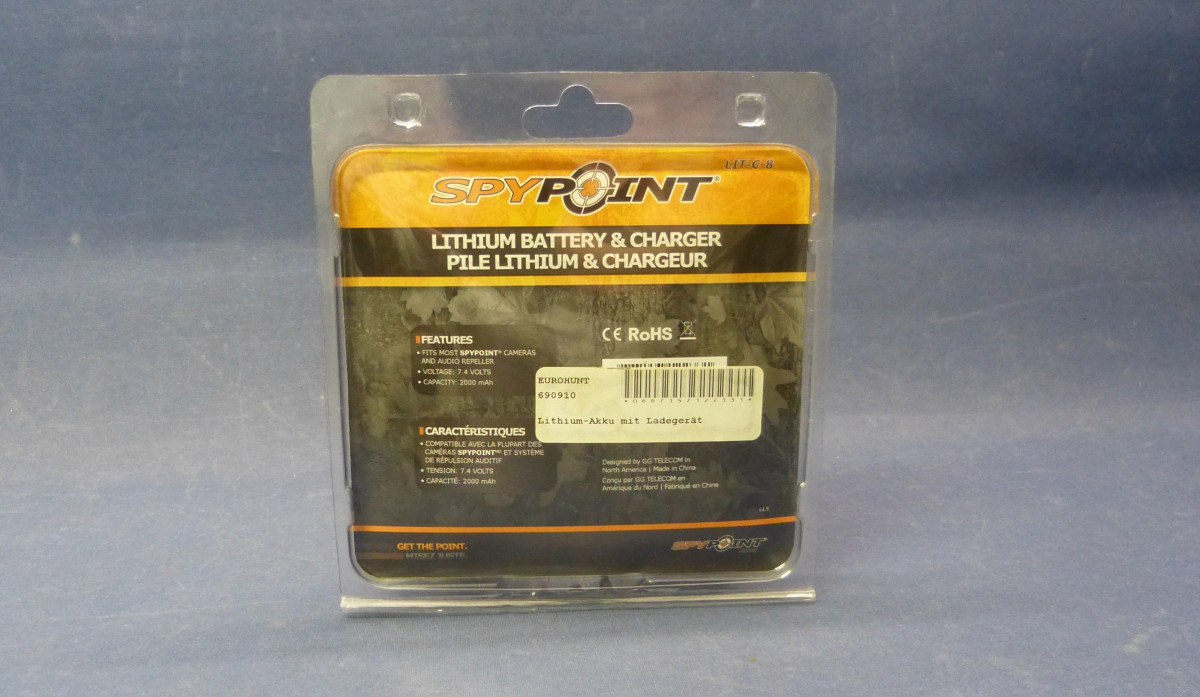 LIT-C-8
SPYPOINT®
LITHIUM BATTERY & CHARGER
PILE LITHIUM & CHARGEUR
FEATURES
• FITS MOST SPYPOINT® CAMERAS
AND AUDIO REPELLER
• VOLTAGE: 7.4 VOLTS
• CAPACITY: 2000 mAh
CE RoHS
EUROHUNT
690910
Lithium-Akku mit Ladegerät
CARACTÉRISTIQUES
• COMPATIBLE AVEC LA PLUPART DES
CAMÉRAS SPYPOINT ET SYSTÈME
DE RÉPULSION AUDITIF
• TENSION: 7.4 VOLTS
• CAPACITÉ: 2000 mAh
Designed by GG TELECOM in
North America | Made in China
Conçu par GG TELECOM en
Amérique du Nord | Fabriqué en Chine
GET THE POINT.
MISEZ JUSTE.
SPYPOINT